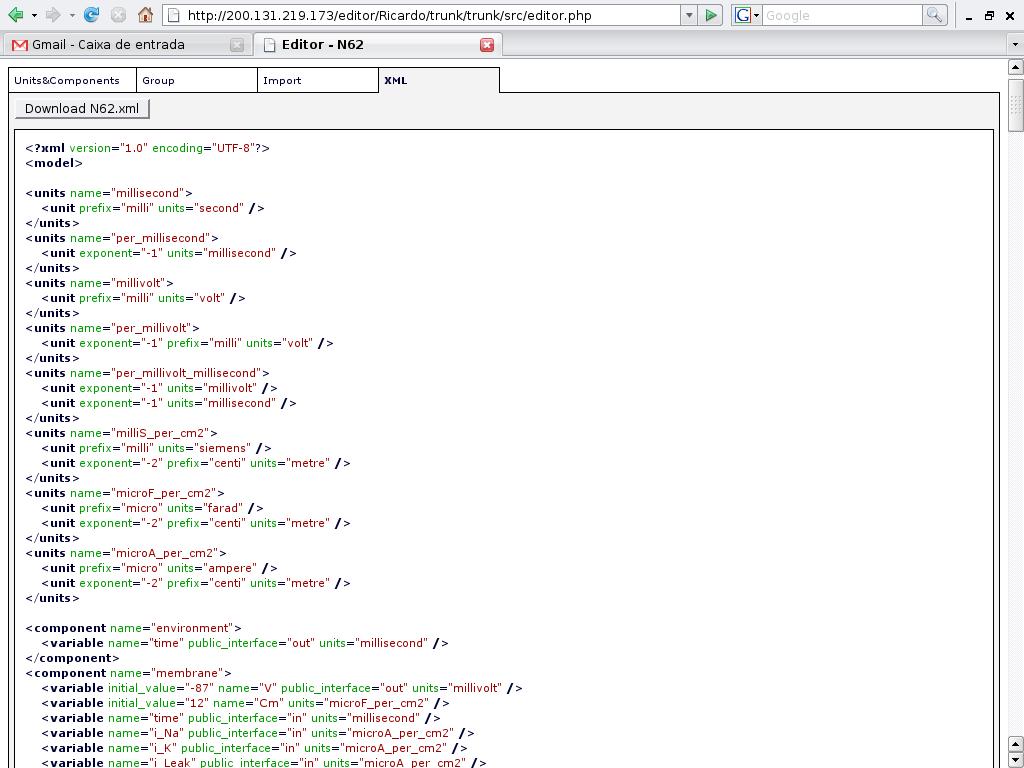 http://200.131.219.173/editor/Ricardo/trunk/trunk/src/editor.php
G
Google
Gmail - Caixa de entrada
Editor - N62
Units&Components
Group
Import
XML
Download N62.xml
<?xml version="1.0" encoding="UTF-8"?>
<model>
<units name="millisecond">
<unit prefix="milli" units="second" />
</units>
<units name="per_millisecond">
<unit exponent="-1" units="millisecond" />
</units>
<units name="millivolt">
<unit prefix="milli" units="volt" />
</units>
<units name="per_millivolt">
<unit exponent="-1" prefix="milli" units="volt" />
</units>
<units name="per_millivolt_millisecond">
<unit exponent="-1" units="millivolt" />
<unit exponent="-1" units="millisecond" />
</units>
<units name="milliS_per_cm2">
<unit prefix="milli" units="siemens" />
<unit exponent="-2" prefix="centi" units="metre" />
</units>
<units name="microF_per_cm2">
<unit prefix="micro" units="farad" />
<unit exponent="-2" prefix="centi" units="metre" />
</units>
<units name="microA_per_cm2">
<unit prefix="micro" units="ampere" />
<unit exponent="-2" prefix="centi" units="metre" />
</units>
<component name="environment">
<variable name="time" public_interface="out" units="millisecond" />
</component>
<component name="membrane">
<variable initial_value="-87" name="V" public_interface="out" units="millivolt" />
<variable initial_value="12" name="Cm" units="microF_per_cm2" />
<variable name="time" public_interface="in" units="millisecond" />
<variable name="i_Na" public_interface="in" units="microA_per_cm2" />
<variable name="i_K" public_interface="in" units="microA_per_cm2" />
<variable name="i_Leak" public_interface="in" units="microA_per_cm2" />